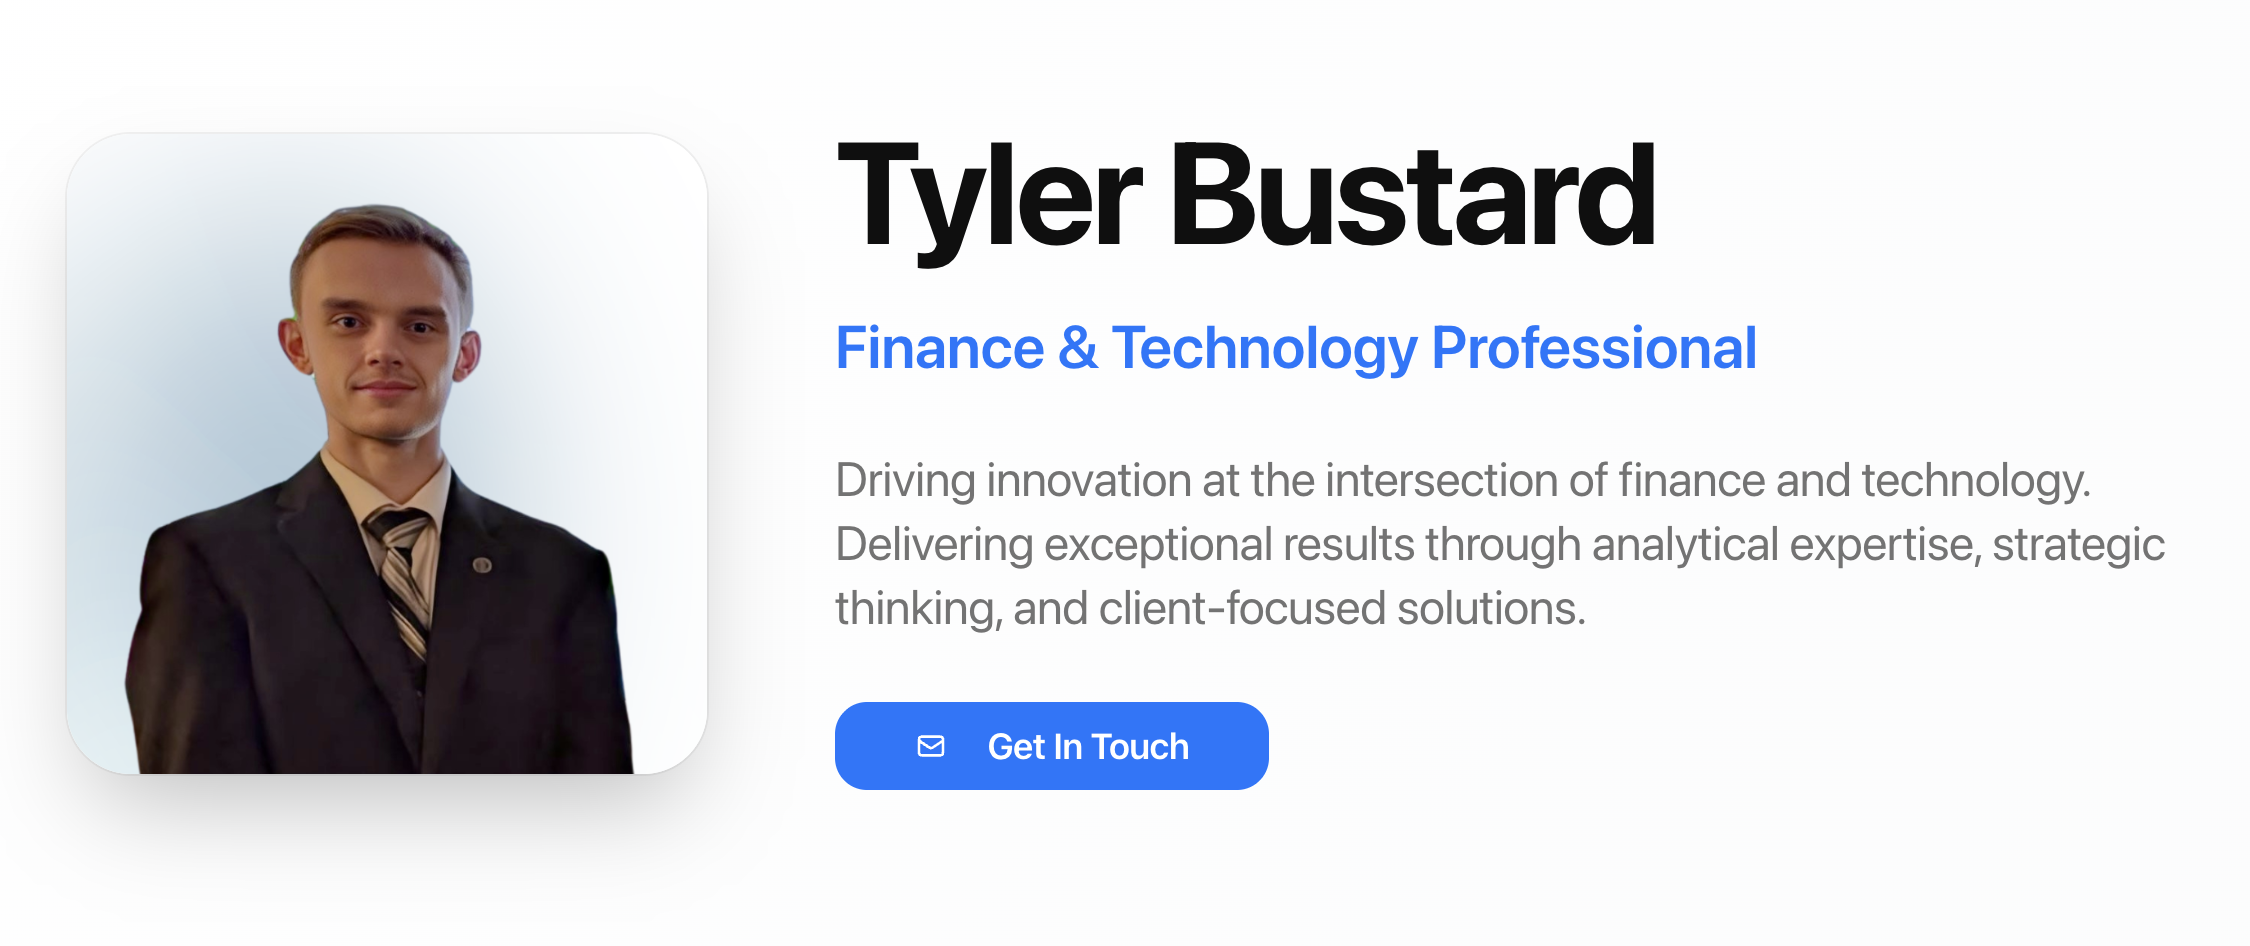 Tyler Bustard
Finance & Technology Professional
Driving innovation at the intersection of finance and technology.
Delivering exceptional results through analytical expertise, strategic
thinking, and client-focused solutions.
Get In Touch